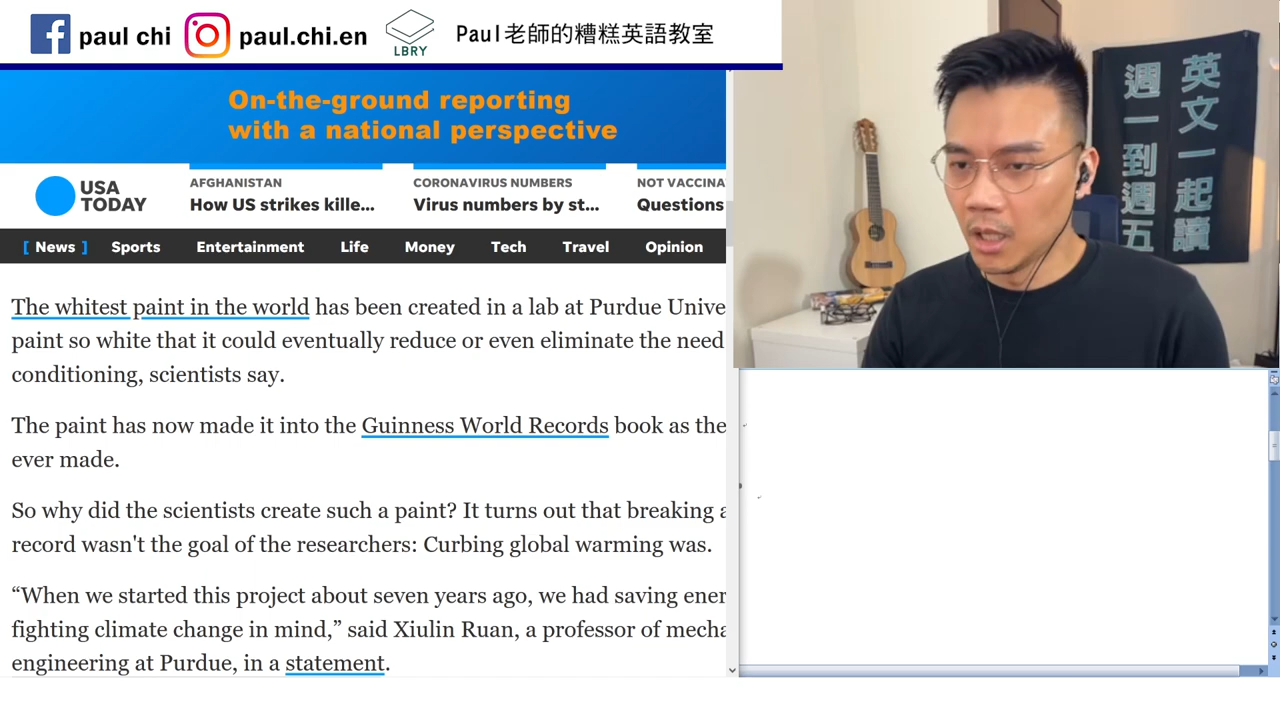 paul chi
paul.chi.en
LBRY
Paul老師的糟糕英語教室
On-the-ground reporting
with a national perspective
USA
TODAY
AFGHANISTAN
How US strikes kille...
CORONAVIRUS NUMBERS
Virus numbers by st...
NOT VACCINA
Questions
[ News ]
Sports
Entertainment
Life
Money
Tech
Travel
Opinion
The whitest paint in the world has been created in a lab at Purdue Unive
paint so white that it could eventually reduce or even eliminate the need
conditioning, scientists say.
The paint has now made it into the Guinness World Records book as the
ever made.
So why did the scientists create such a paint? It turns out that breaking a
record wasn't the goal of the researchers: Curbing global warming was.
“When we started this project about seven years ago, we had saving ener
fighting climate change in mind,” said Xiulin Ruan, a professor of mecha
engineering at Purdue, in a statement.
英文一起讀
週一到週五